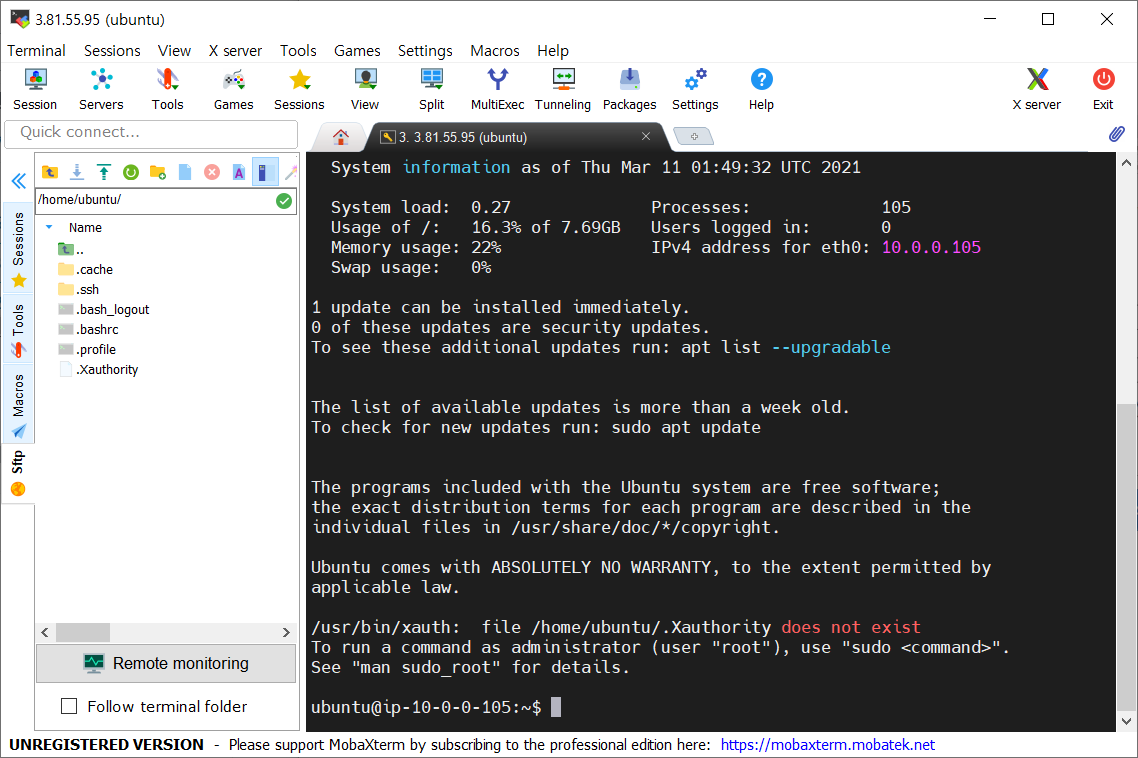 3.81.55.95 (ubuntu)
Terminal Sessions View X server Tools Games Settings Macros Help
Session Servers Tools Games Sessions View Split MultiExec Tunneling Packages Settings Help X server Exit
Quick connect...
3. 3.81.55.95 (ubuntu)
/home/ubuntu/
Name
..
.cache
.ssh
.bash_logout
.bashrc
.profile
.Xauthority
Sessions
Tools
Macros
Sftp
Remote monitoring
Follow terminal folder
System information as of Thu Mar 11 01:49:32 UTC 2021
System load: 0.27 Processes: 105
Usage of /: 16.3% of 7.69GB Users logged in: 0
Memory usage: 22% IPv4 address for eth0: 10.0.0.105
Swap usage: 0%
1 update can be installed immediately.
0 of these updates are security updates.
To see these additional updates run: apt list --upgradable
The list of available updates is more than a week old.
To check for new updates run: sudo apt update
The programs included with the Ubuntu system are free software;
the exact distribution terms for each program are described in the
individual files in /usr/share/doc/*/copyright.
Ubuntu comes with ABSOLUTELY NO WARRANTY, to the extent permitted by
applicable law.
/usr/bin/xauth: file /home/ubuntu/.Xauthority does not exist
To run a command as administrator (user "root"), use "sudo <command>".
See "man sudo_root" for details.
ubuntu@ip-10-0-0-105:~$
UNREGISTERED VERSION - Please support MobaXterm by subscribing to the professional edition here: https://mobaxterm.mobatek.net